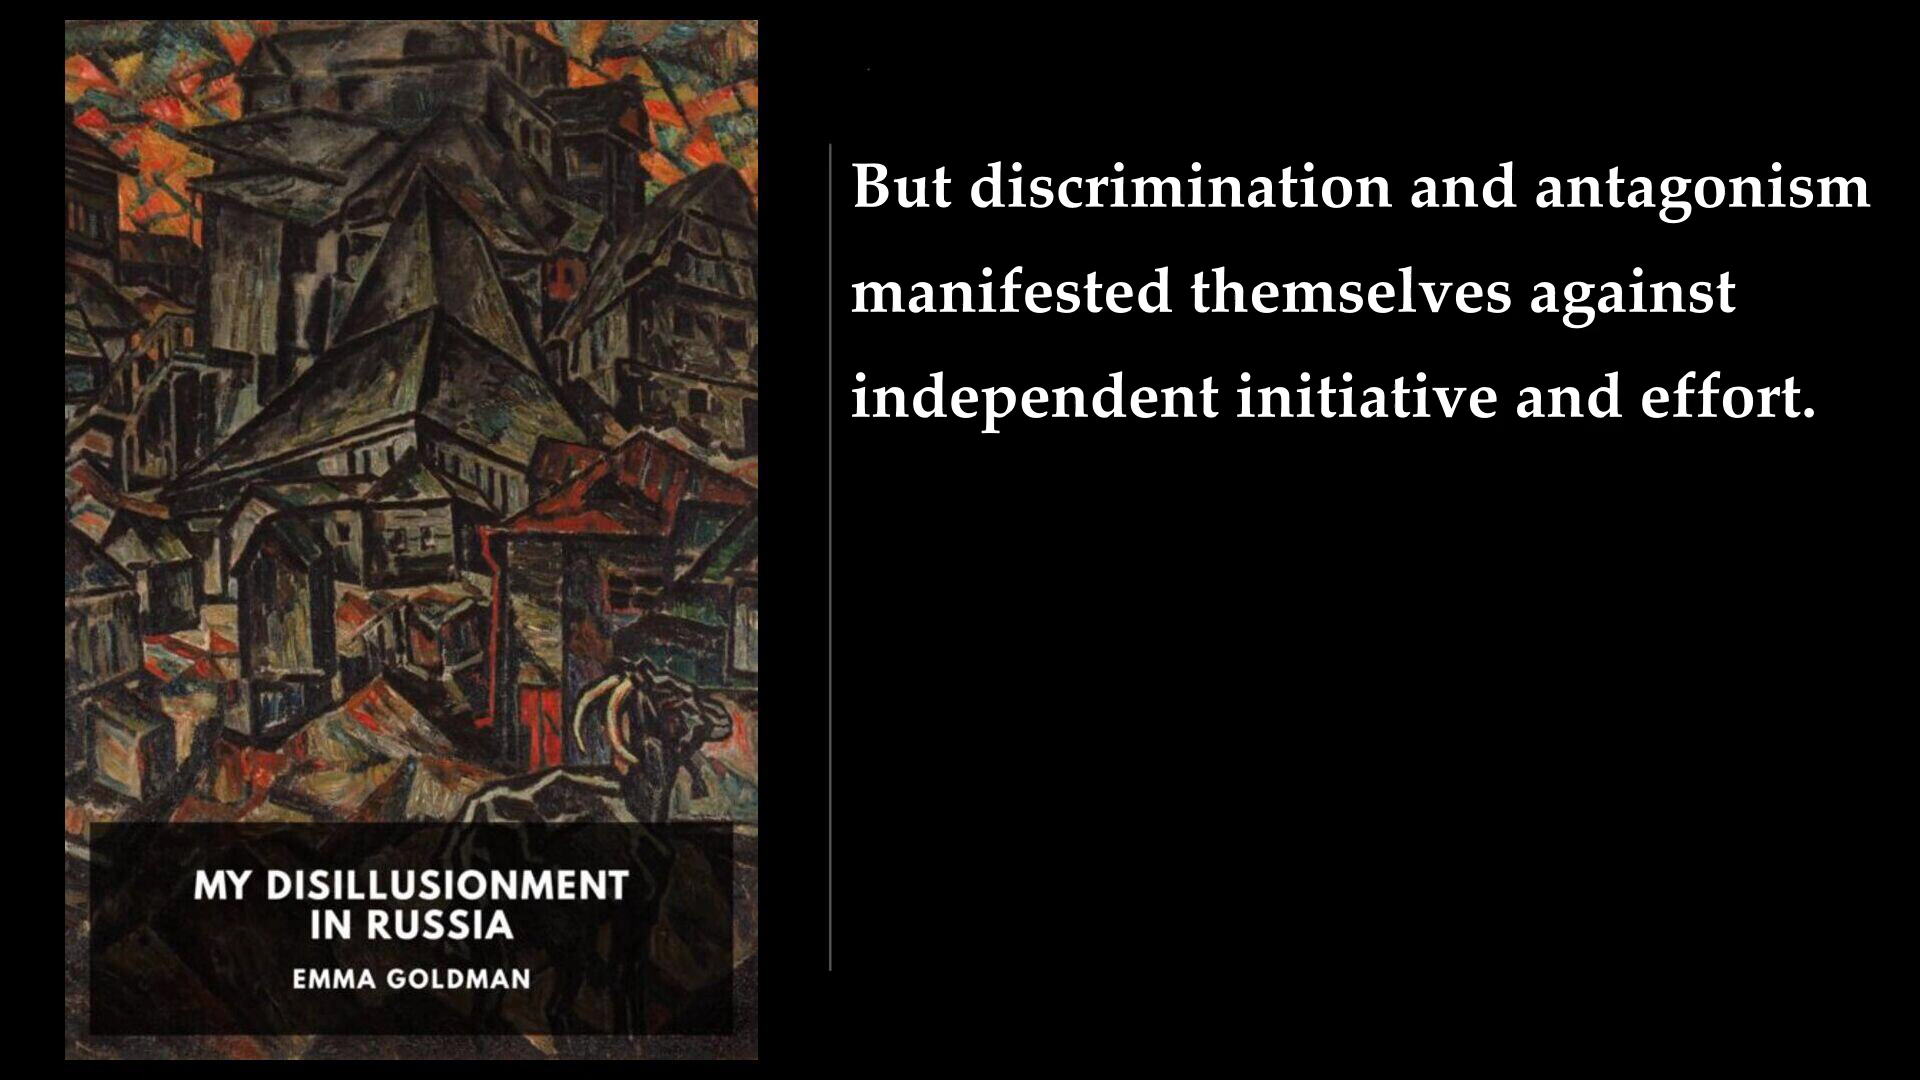 But discrimination and antagonism
manifested themselves against
independent initiative and effort.
MY DISILLUSIONMENT
IN RUSSIA
EMMA GOLDMAN